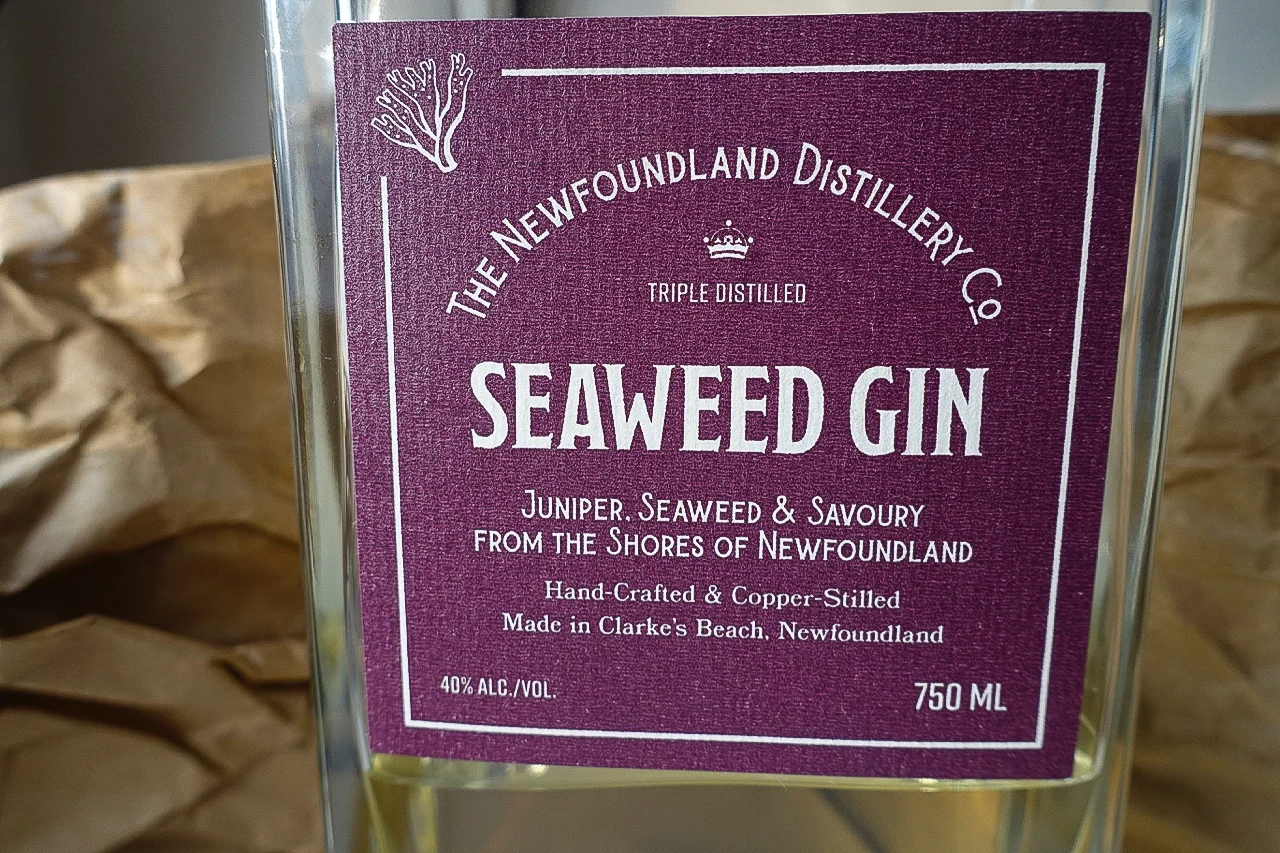 The Newfoundland Distillery Co
TRIPLE DISTILLED
SEAWEED GIN
Juniper, Seaweed & Savoury
from the Shores of Newfoundland
Hand-Crafted & Copper-Stilled
Made in Clarke's Beach, Newfoundland
40% ALC./VOL.
750 ML